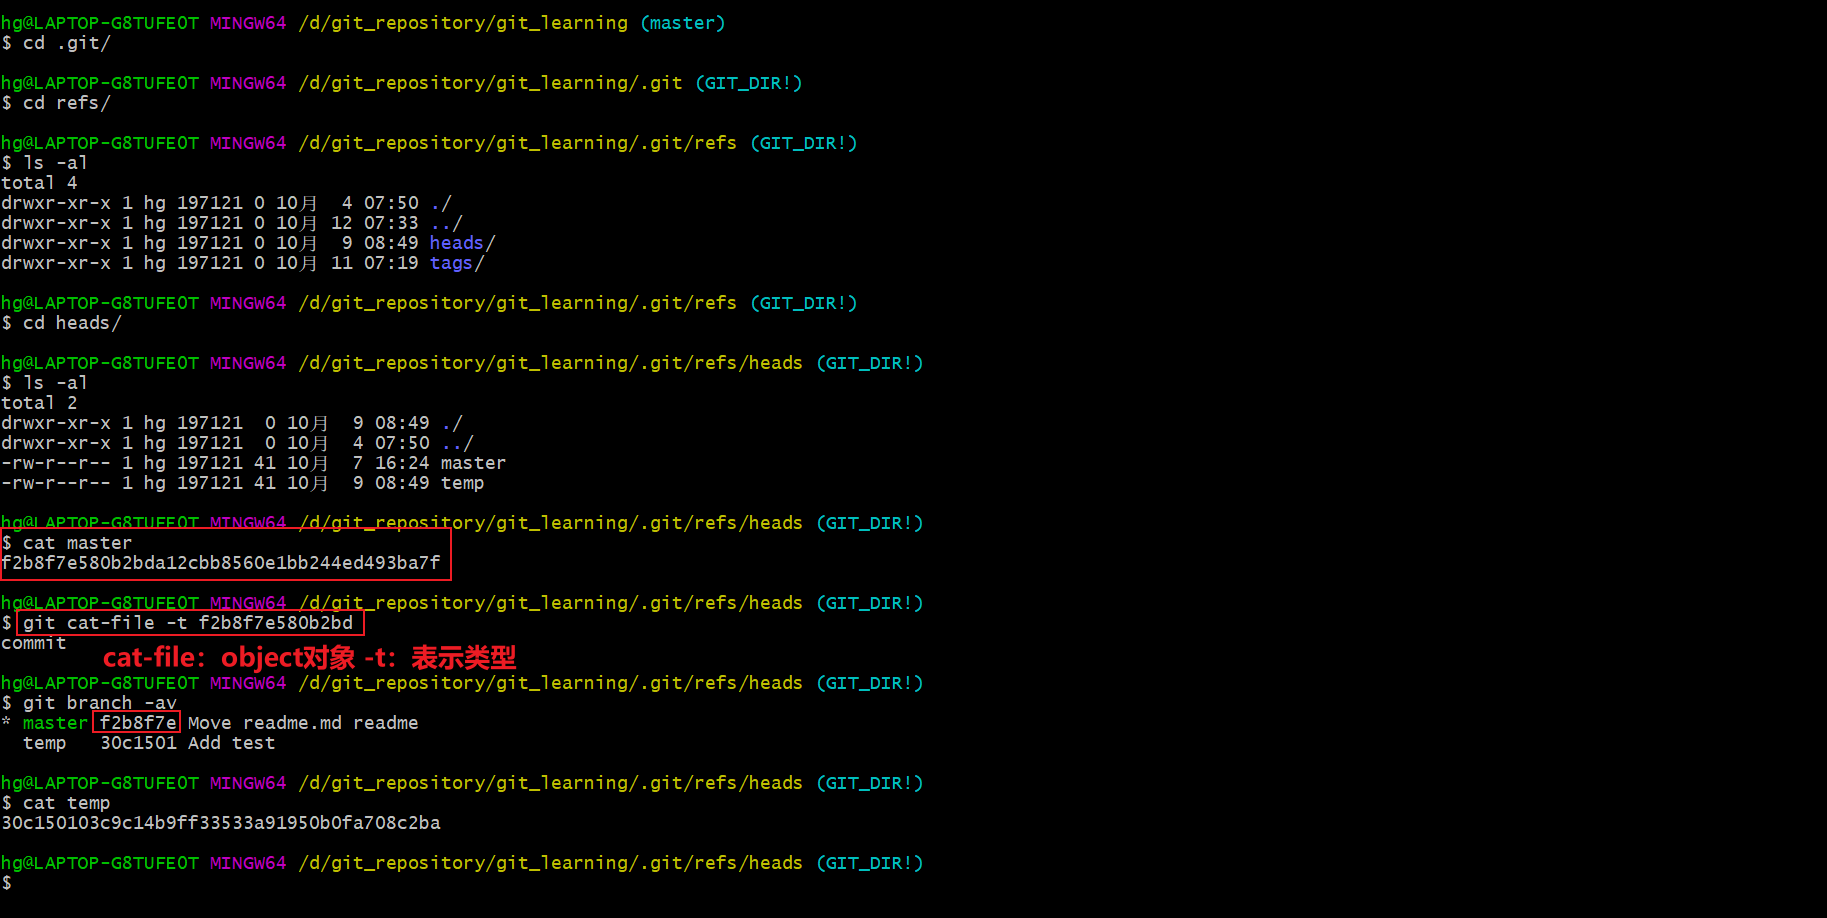 hg@LAPTOP-G8TUFE0T MINGW64 /d/git_repository/git_learning (master)
$ cd .git/
hg@LAPTOP-G8TUFE0T MINGW64 /d/git_repository/git_learning/.git (GIT_DIR!)
$ cd refs/
hg@LAPTOP-G8TUFE0T MINGW64 /d/git_repository/git_learning/.git/refs (GIT_DIR!)
$ ls -al
total 4
drwxr-xr-x 1 hg 197121 0 10月  4 07:50 ./
drwxr-xr-x 1 hg 197121 0 10月 12 07:33 ../
drwxr-xr-x 1 hg 197121 0 10月  9 08:49 heads/
drwxr-xr-x 1 hg 197121 0 10月 11 07:19 tags/
hg@LAPTOP-G8TUFE0T MINGW64 /d/git_repository/git_learning/.git/refs (GIT_DIR!)
$ cd heads/
hg@LAPTOP-G8TUFE0T MINGW64 /d/git_repository/git_learning/.git/refs/heads (GIT_DIR!)
$ ls -al
total 2
drwxr-xr-x 1 hg 197121  0 10月  9 08:49 ./
drwxr-xr-x 1 hg 197121  0 10月  4 07:50 ../
-rw-r--r-- 1 hg 197121 41 10月  7 16:24 master
-rw-r--r-- 1 hg 197121 41 10月  9 08:49 temp
hg@LAPTOP-G8TUFE0T MINGW64 /d/git_repository/git_learning/.git/refs/heads (GIT_DIR!)
$ cat master
f2b8f7e580b2bda12cbb8560e1bb244ed493ba7f
hg@LAPTOP-G8TUFE0T MINGW64 /d/git_repository/git_learning/.git/refs/heads (GIT_DIR!)
$ git cat-file -t f2b8f7e580b2bd
commit
cat-file：object对象 -t：表示类型
hg@LAPTOP-G8TUFE0T MINGW64 /d/git_repository/git_learning/.git/refs/heads (GIT_DIR!)
$ git branch -av
* master f2b8f7e Move readme.md readme
  temp   30c1501 Add test
hg@LAPTOP-G8TUFE0T MINGW64 /d/git_repository/git_learning/.git/refs/heads (GIT_DIR!)
$ cat temp
30c150103c9c14b9ff33533a91950b0fa708c2ba
hg@LAPTOP-G8TUFE0T MINGW64 /d/git_repository/git_learning/.git/refs/heads (GIT_DIR!)
$